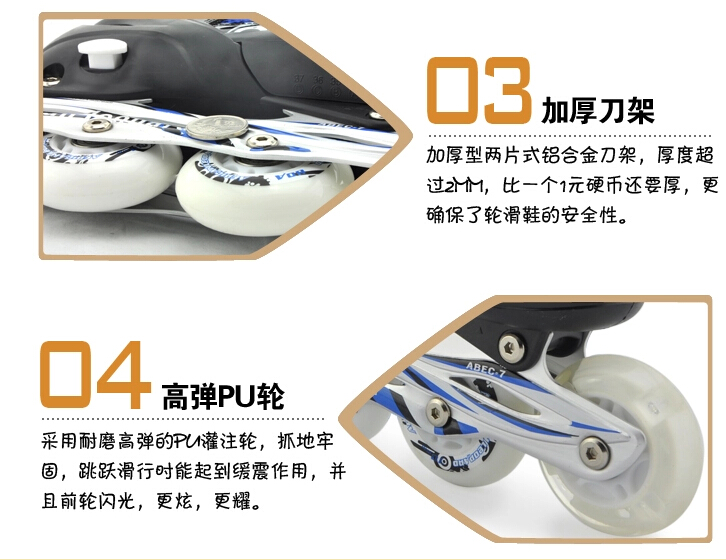 03 加厚刀架
加厚型两片式铝合金刀架，厚度超
过2MM，比一个1元硬币还要厚，更
确保了轮滑鞋的安全性。
ABEC-7
04 高弹PU轮
采用耐磨高弹的PU灌注轮，抓地牢
固，跳跃滑行时能起到缓震作用，并
且前轮闪光，更炫，更耀。
ABEC-7